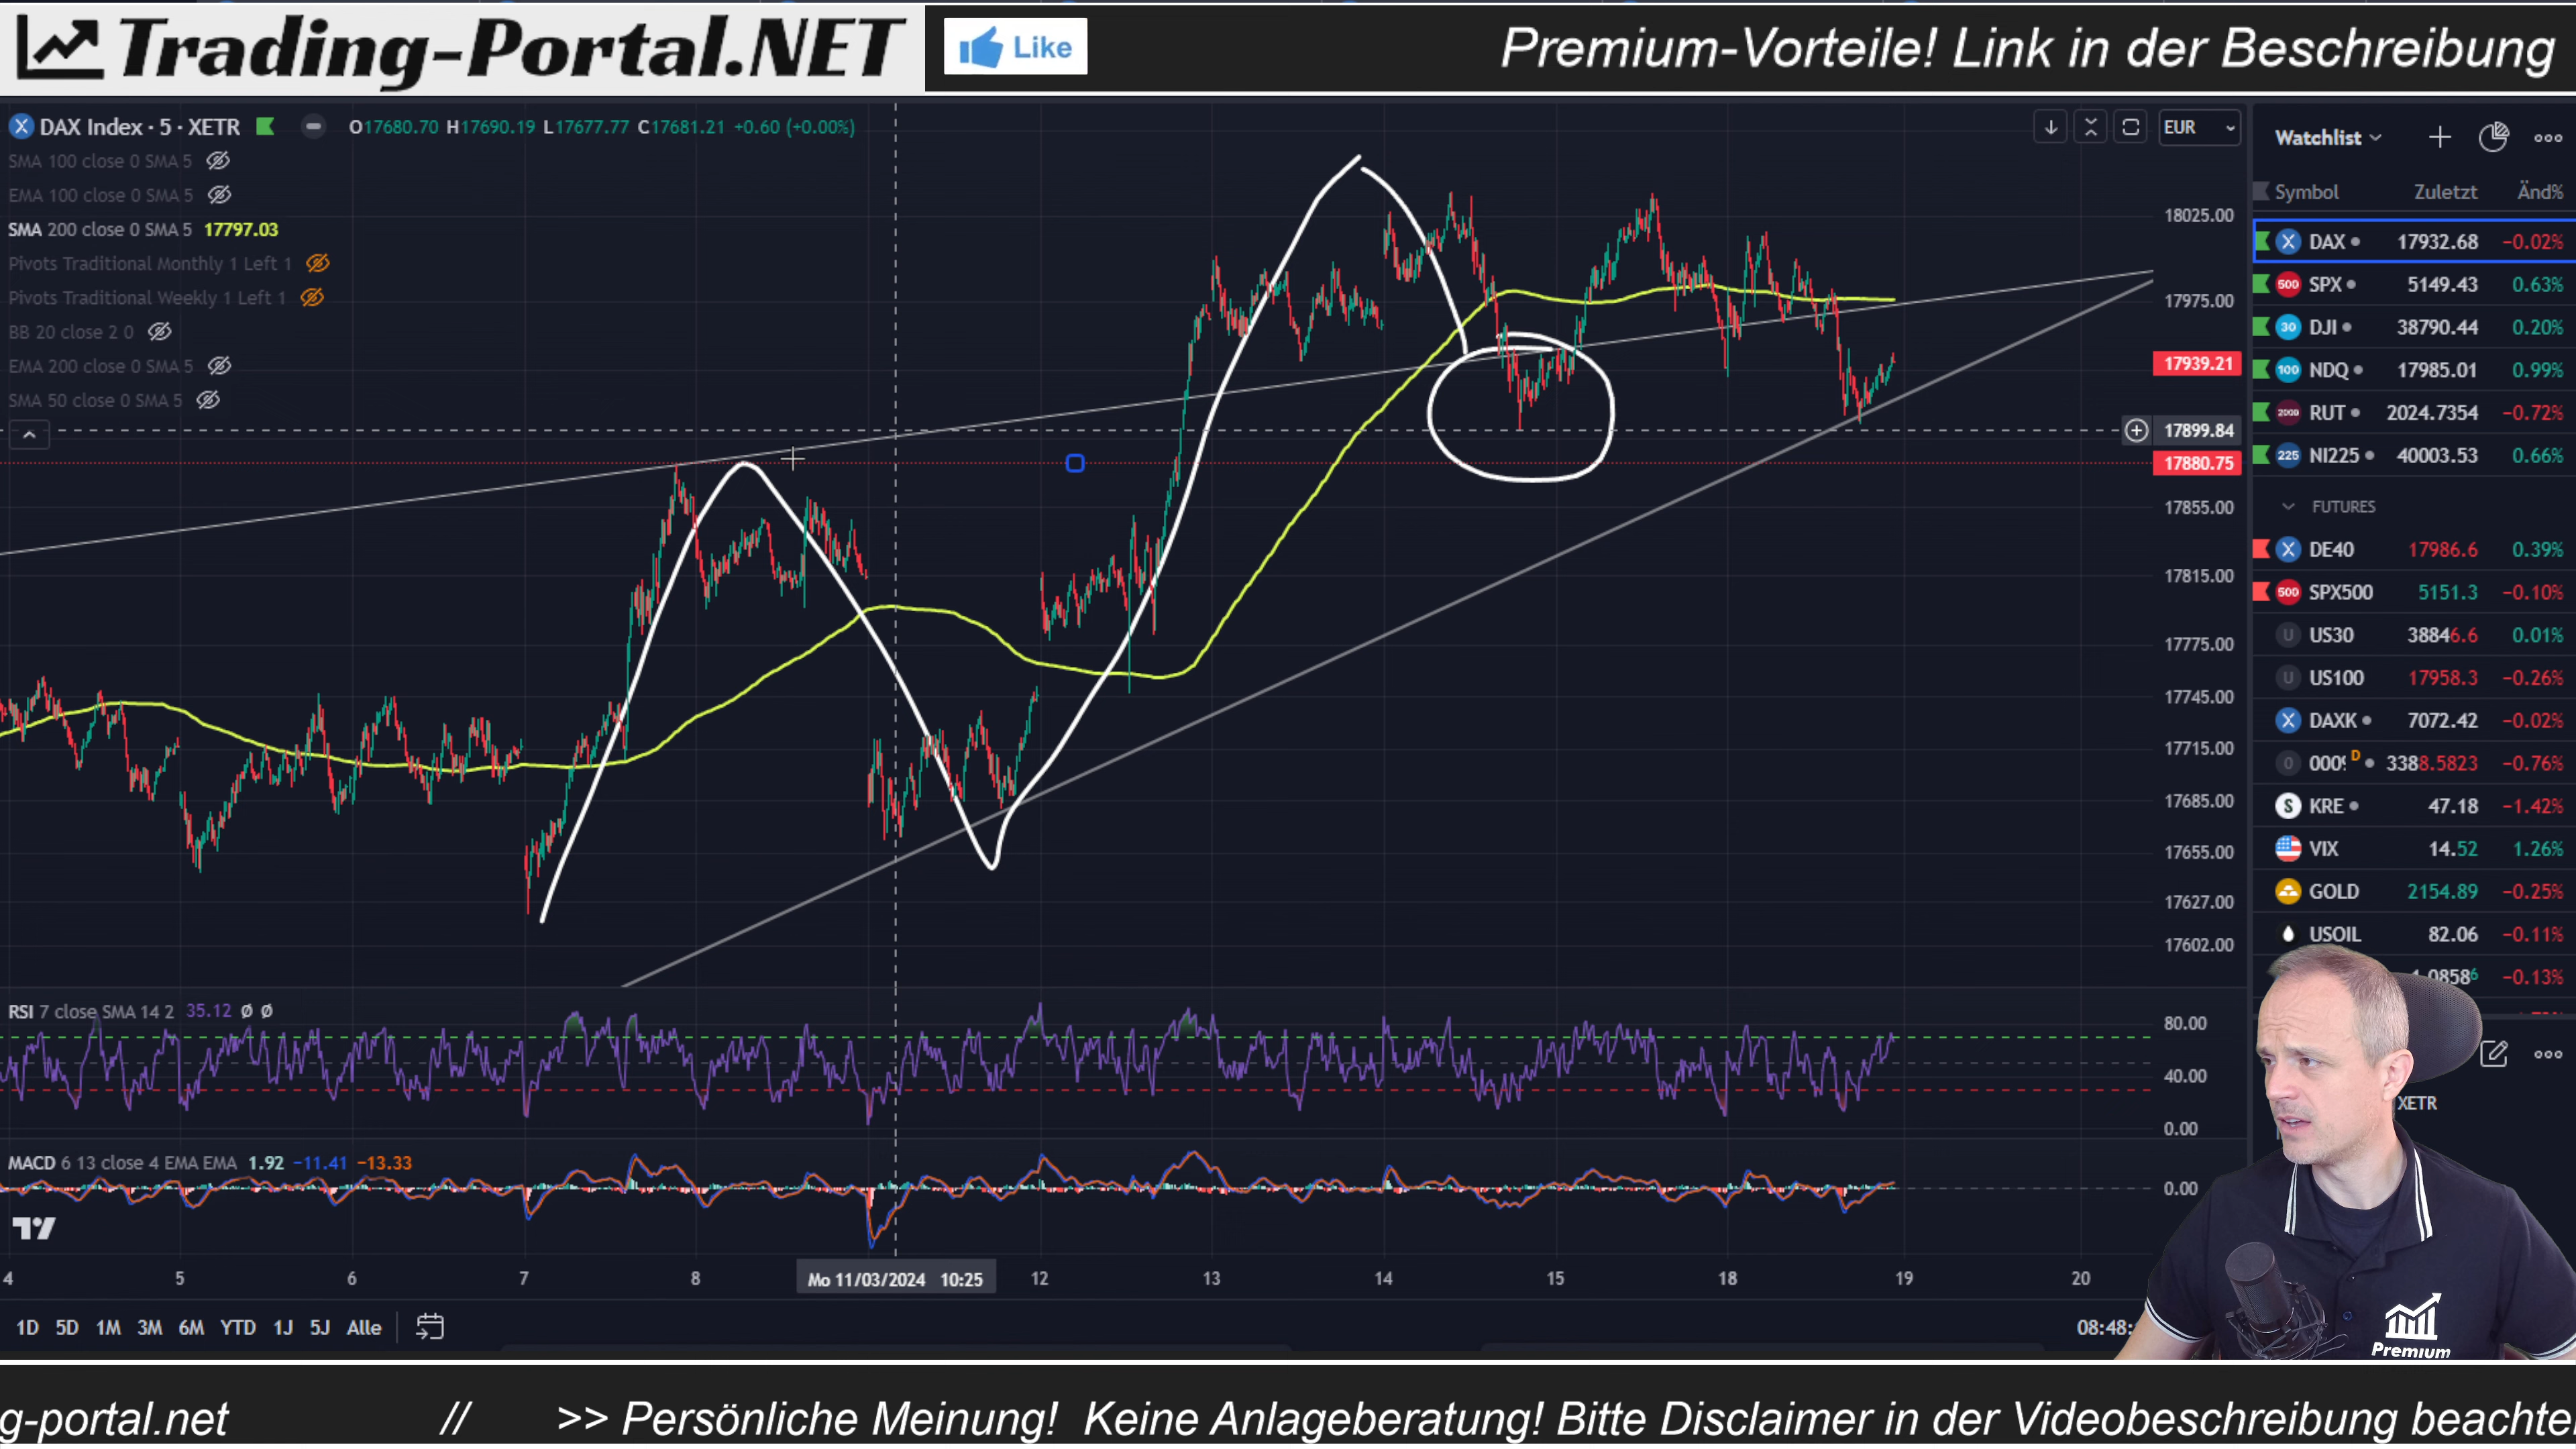 Trading-Portal.NET
Like
Premium-Vorteile! Link in der Beschreibung
DAX Index · 5 · XETR O17680.70 H17690.19 L17677.77 C17681.21 +0.60 (+0.00%)
SMA 100 close 0 SMA 5
EMA 100 close 0 SMA 5
SMA 200 close 0 SMA 5 17797.03
Pivots Traditional Monthly 1 Left 1
Pivots Traditional Weekly 1 Left 1
BB 20 close 2 0
EMA 200 close 0 SMA 5
SMA 50 close 0 SMA 5
EUR
18025.00
17975.00
17939.21
17899.84
17880.75
17855.00
17815.00
17775.00
17745.00
17715.00
17685.00
17655.00
17627.00
17602.00
RSI 7 close SMA 14 2 35.12 Ø Ø
80.00
40.00
0.00
MACD 6 13 close 4 EMA EMA 1.92 −11.41 −13.33
0.00
4 5 6 7 8 Mo 11/03/2024 10:25 12 13 14 15 18 19 20
1D 5D 1M 3M 6M YTD 1J 5J Alle
08:48:
Watchlist
Symbol Zuletzt Änd%
DAX 17932.68 −0.02%
500 SPX 5149.43 0.63%
30 DJI 38790.44 0.20%
100 NDQ 17985.01 0.99%
2000 RUT 2024.7354 −0.72%
225 NI225 40003.53 0.66%
FUTURES
DE40 17986.6 0.39%
500 SPX500 5151.3 −0.10%
U US30 38846.6 0.01%
U US100 17958.3 −0.26%
DAXK 7072.42 −0.02%
0 000 D 3388.5823 −0.76%
S KRE 47.18 −1.42%
VIX 14.52 1.26%
GOLD 2154.89 −0.25%
USOIL 82.06 −0.11%
1.08586 −0.13%
XETR
Premium
g-portal.net // >> Persönliche Meinung! Keine Anlageberatung! Bitte Disclaimer in der Videobeschreibung beachte